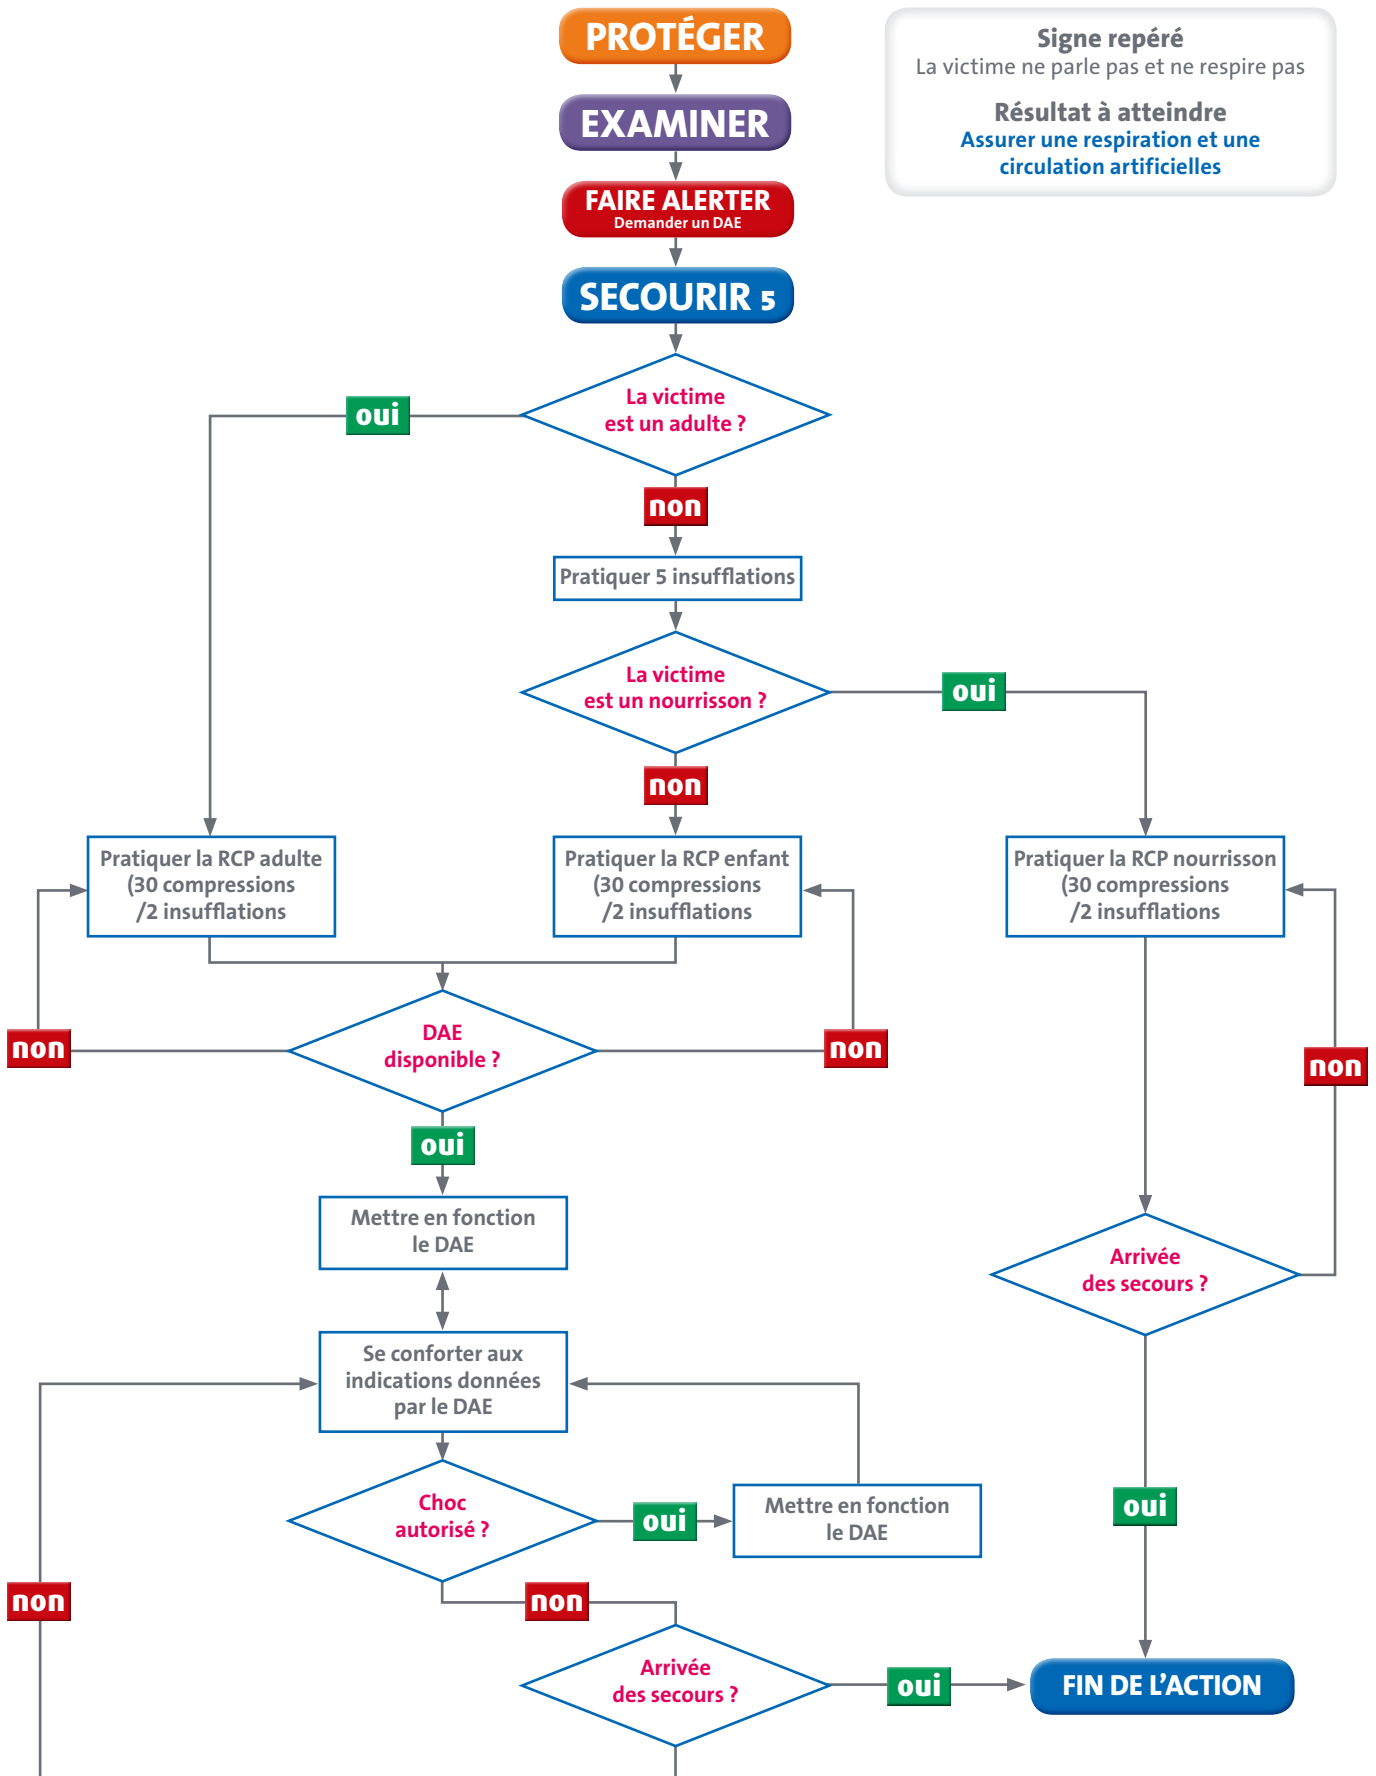 PROTÉGER
Signe repéré
La victime ne parle pas et ne respire pas
Résultat à atteindre
Assurer une respiration et une
circulation artificielles
EXAMINER
FAIRE ALERTER
Demander un DAE
SECOURIR 5
La victime
est un adulte ?
oui
non
Pratiquer 5 insufflations
La victime
est un nourrisson ?
oui
non
Pratiquer la RCP adulte
(30 compressions
/2 insufflations
Pratiquer la RCP enfant
(30 compressions
/2 insufflations
Pratiquer la RCP nourrisson
(30 compressions
/2 insufflations
DAE
disponible ?
non
non
non
oui
Mettre en fonction
le DAE
Arrivée
des secours ?
Se conforter aux
indications données
par le DAE
Choc
autorisé ?
oui
Mettre en fonction
le DAE
oui
non
non
Arrivée
des secours ?
oui
FIN DE L’ACTION